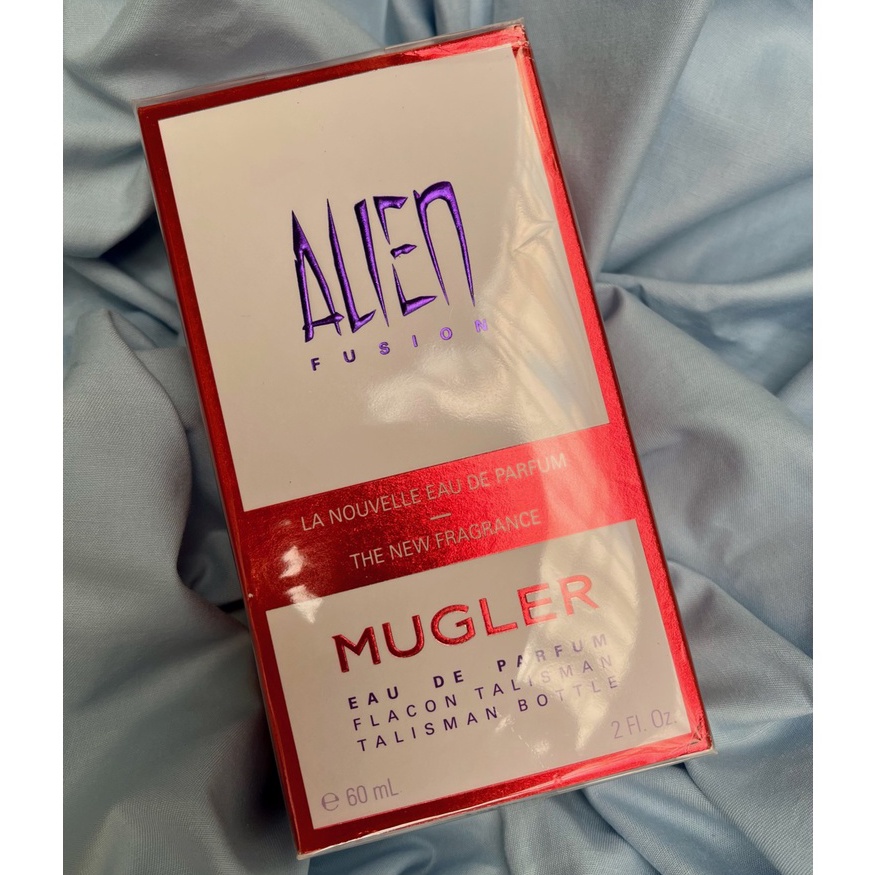 ALIEN
FUSION
LA NOUVELLE EAU DE PARFUM
THE NEW FRAGRANCE
MUGLER
EAU DE PARFUM
FLACON TALISMAN
TALISMAN BOTTLE
2 Fl. Oz.
℮ 60 mL